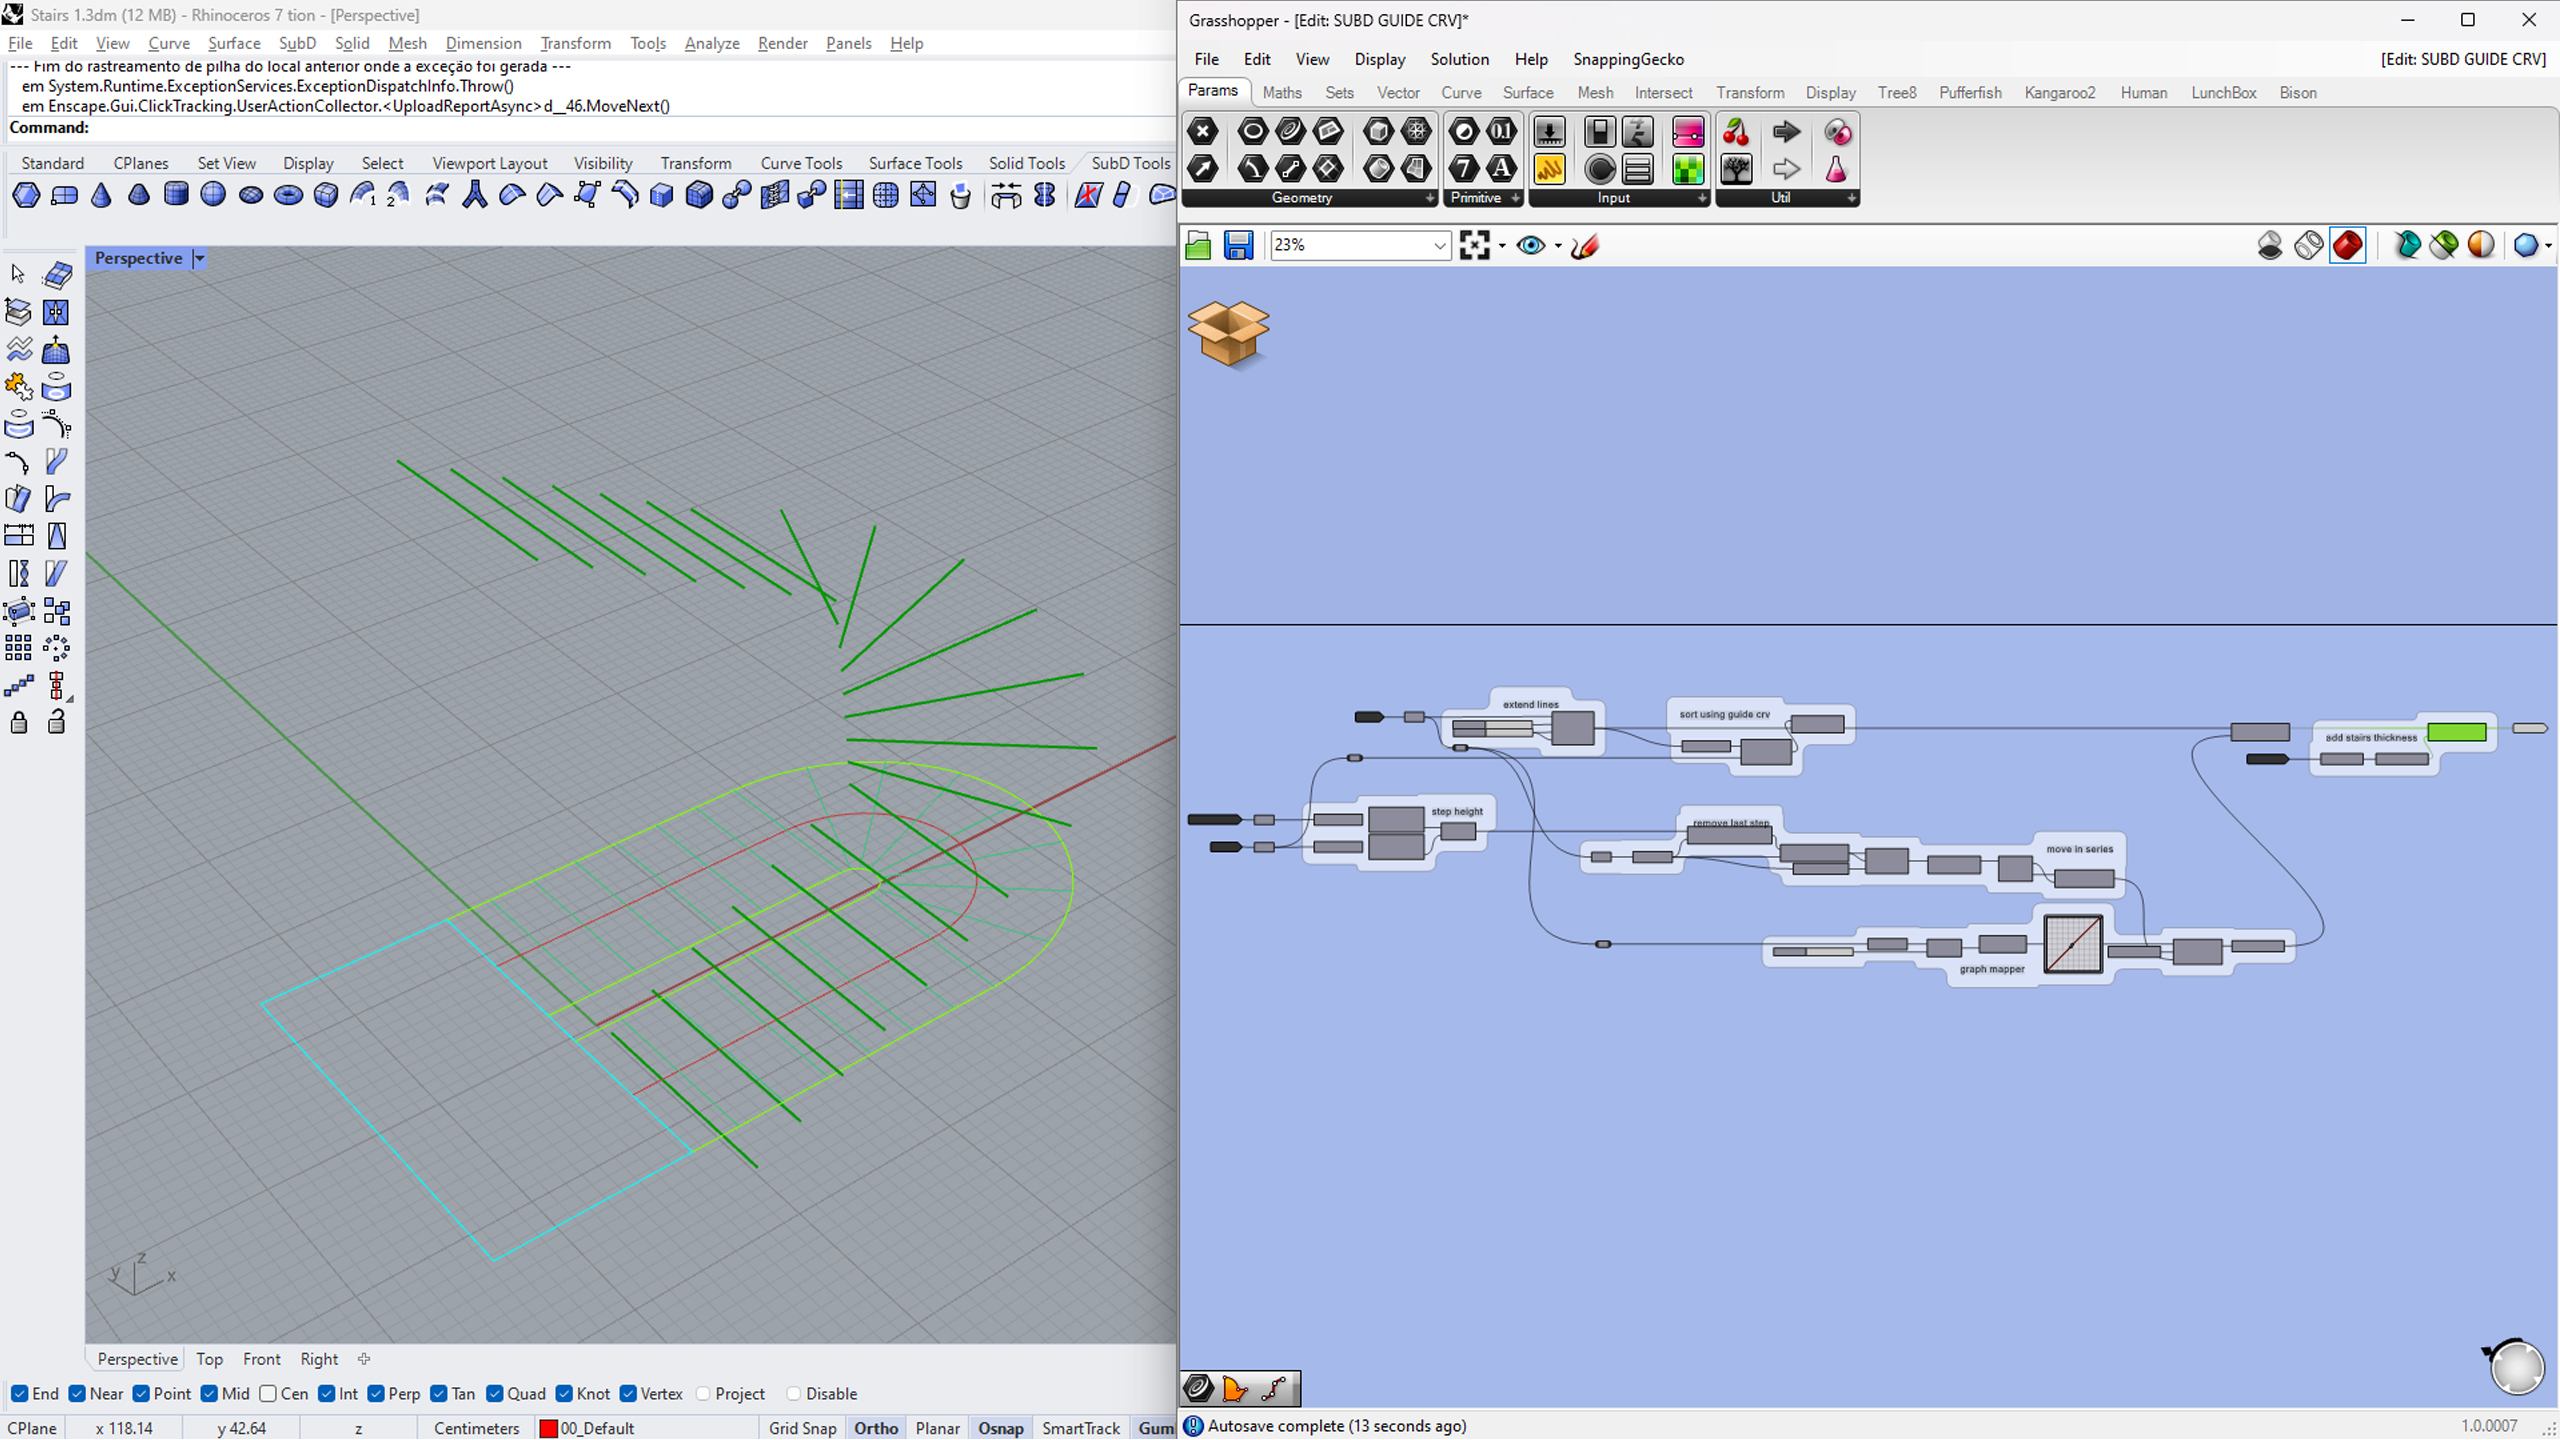 Stairs 1.3dm (12 MB) - Rhinoceros 7 tion - [Perspective]
File Edit View Curve Surface SubD Solid Mesh Dimension Transform Tools Analyze Render Panels Help
--- Fim do rastreamento de pilha do local anterior onde a exceção foi gerada ---
em System.Runtime.ExceptionServices.ExceptionDispatchInfo.Throw()
em Enscape.Gui.ClickTracking.UserActionCollector.<UploadReportAsync>d__46.MoveNext()
Command:
Standard CPlanes Set View Display Select Viewport Layout Visibility Transform Curve Tools Surface Tools Solid Tools SubD Tools
1 2
Perspective
z
y x
Perspective Top Front Right
End Near Point Mid Cen Int Perp Tan Quad Knot Vertex Project Disable
CPlane x 118.14 y 42.64 z Centimeters 00_Default Grid Snap Ortho Planar Osnap SmartTrack Gum
Grasshopper - [Edit: SUBD GUIDE CRV]*
File Edit View Display Solution Help SnappingGecko [Edit: SUBD GUIDE CRV]
Params Maths Sets Vector Curve Surface Mesh Intersect Transform Display Tree8 Pufferfish Kangaroo2 Human LunchBox Bison
0.1
7 A
Geometry Primitive Input Util
23%
extend lines
sort using guide crv
add stairs thickness
step height
remove last step
move in series
graph mapper
Autosave complete (13 seconds ago) 1.0.0007